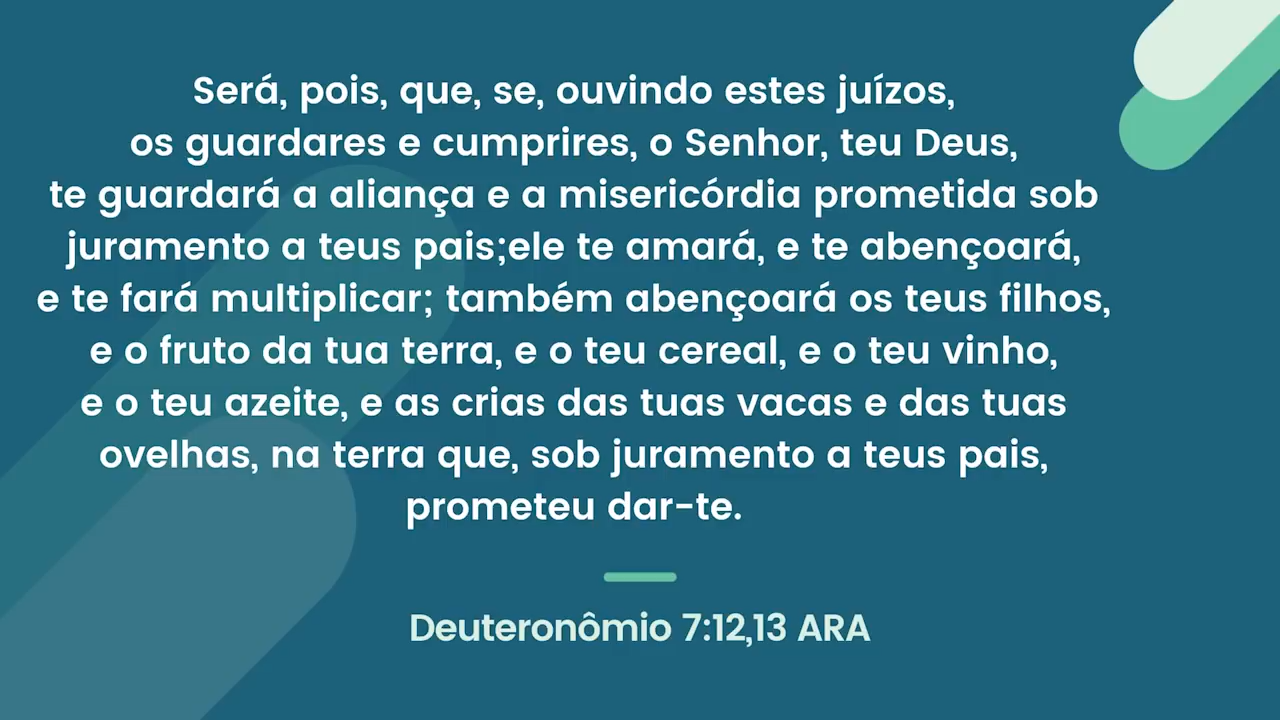 Será, pois, que, se, ouvindo estes juízos,
os guardares e cumprires, o Senhor, teu Deus,
te guardará a aliança e a misericórdia prometida sob
juramento a teus pais;ele te amará, e te abençoará,
e te fará multiplicar; também abençoará os teus filhos,
e o fruto da tua terra, e o teu cereal, e o teu vinho,
e o teu azeite, e as crias das tuas vacas e das tuas
ovelhas, na terra que, sob juramento a teus pais,
prometeu dar-te.
Deuteronômio 7:12,13 ARA